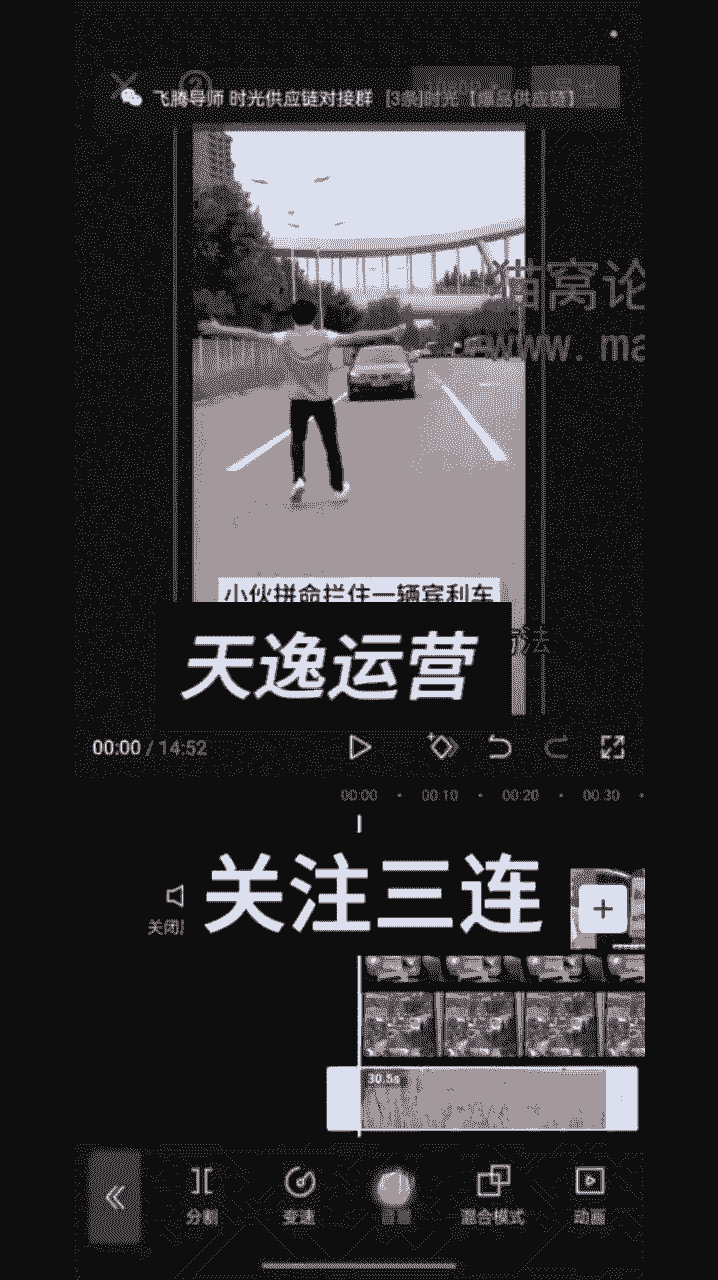 飞腾导师 时光供应链对接群 [3条]时光【爆品供应链】
猫窝论
www.ma
小伙拼命拦住一辆宾利车
天逸运营
法
00:00 / 14:52
00:00 00:10 00:20 00:30
关注三连
关闭
30.5s
分割 变速 混合模式 动画